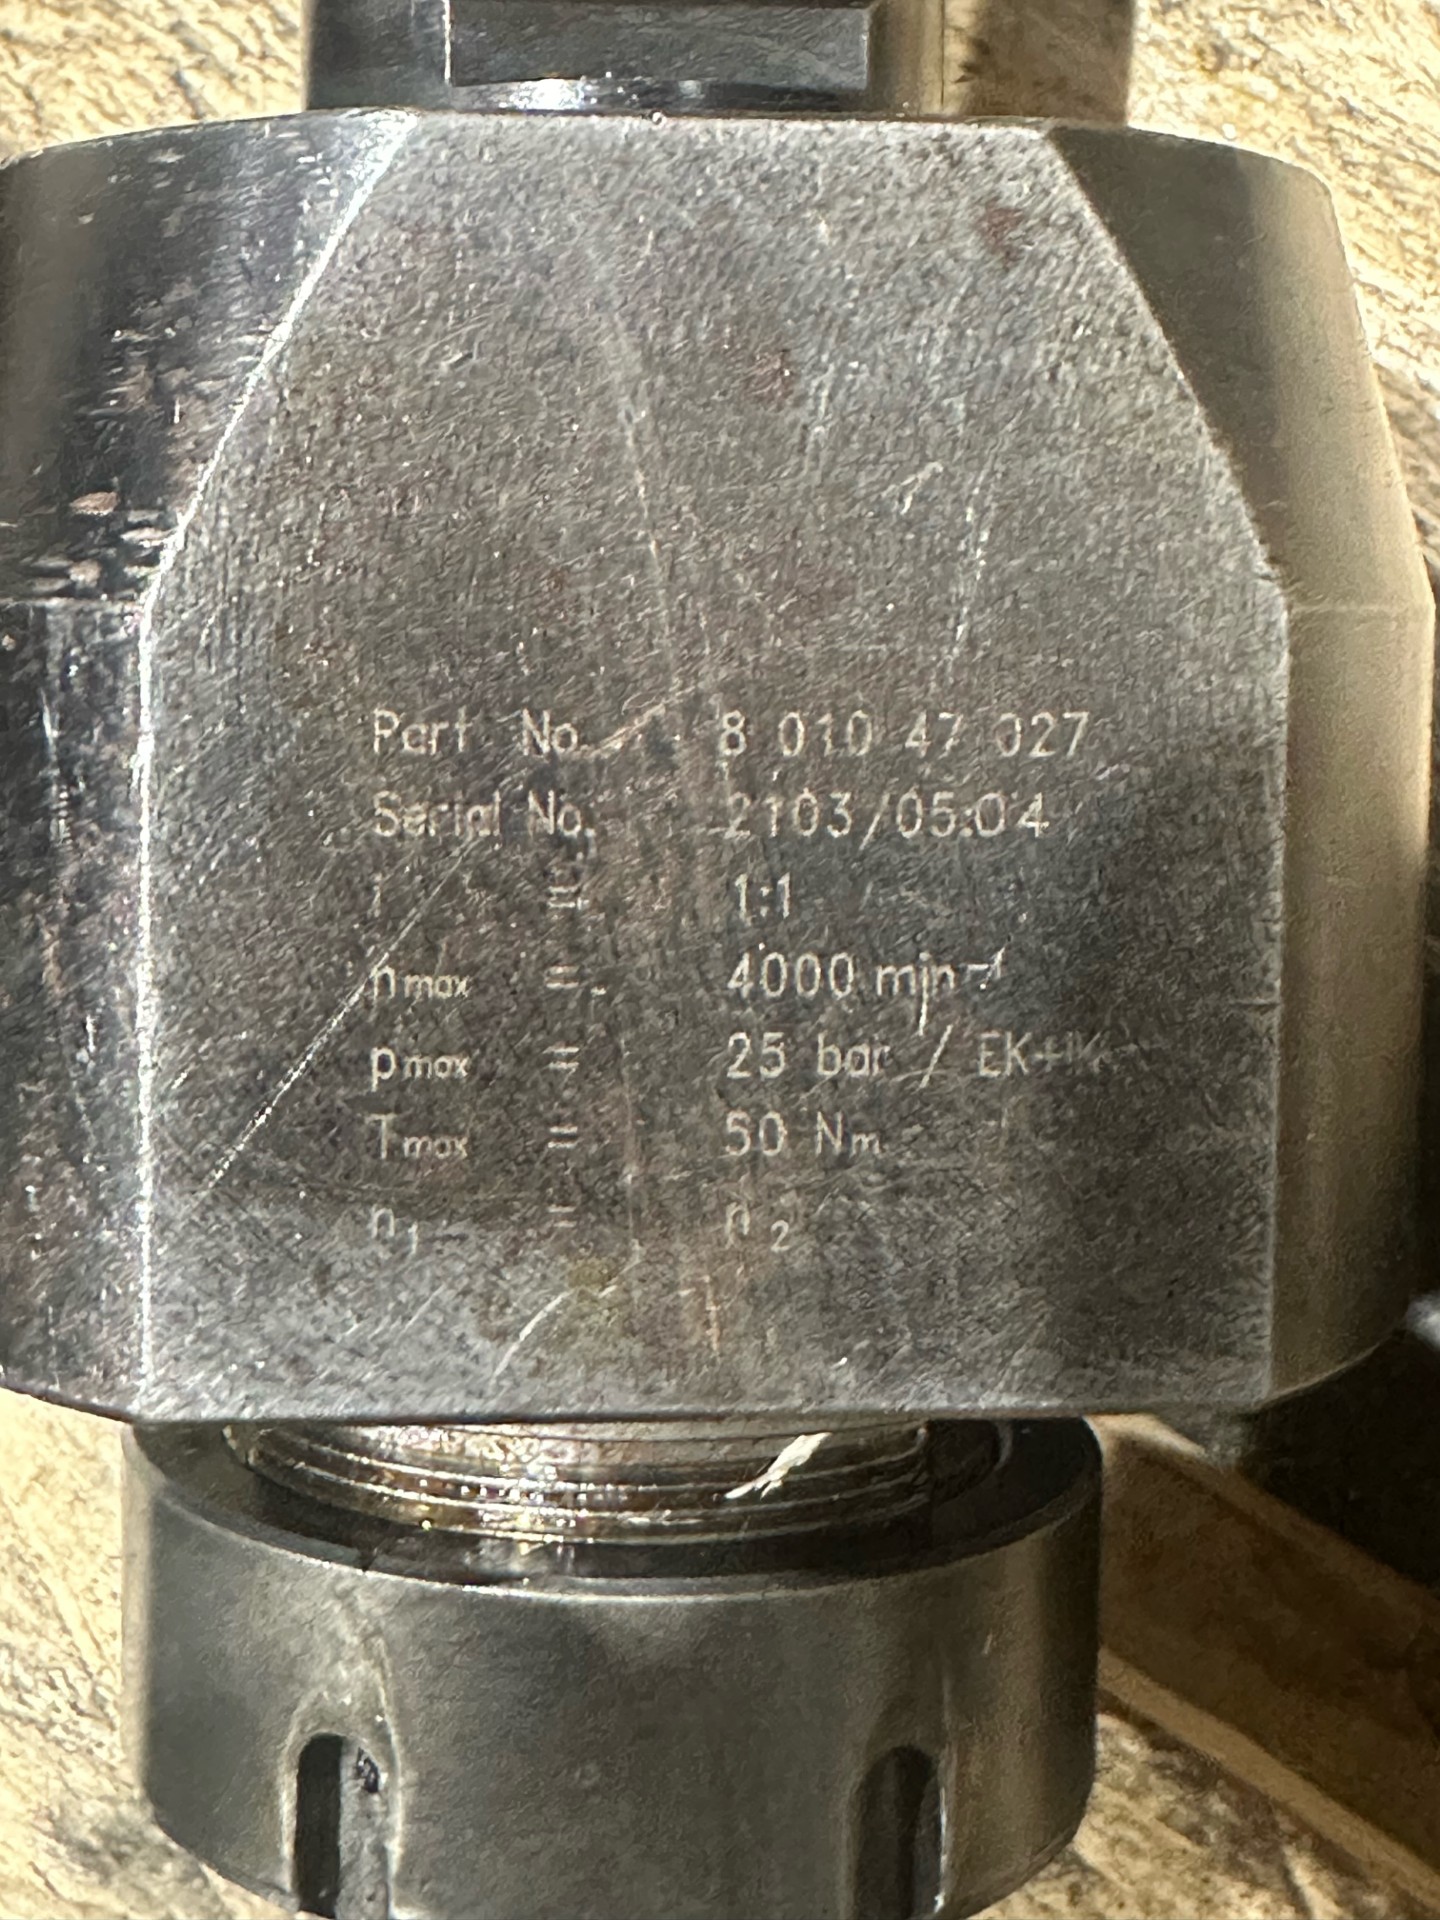 Part No. 8 010 47 027
Serial No. 2103/05.04
i = 1:1
nmax = 4000 min-1
pmax = 25 bar / EK+IK
Tmax = 50 Nm
n1 = n2